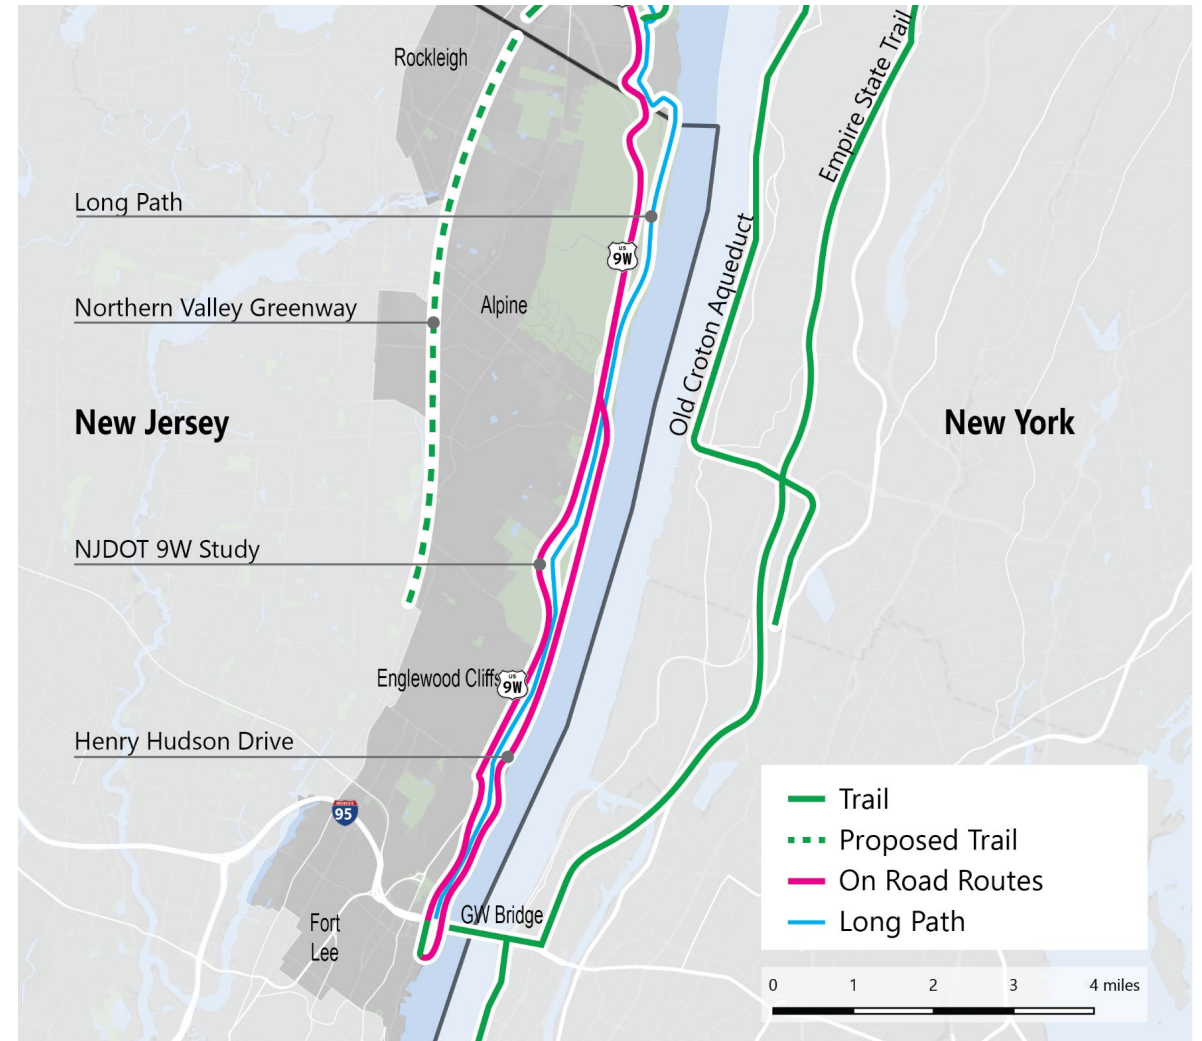 Rockleigh
Empire State Trail
Long Path
Old Croton Aqueduct
US
9W
Northern Valley Greenway
Alpine
New Jersey
New York
NJDOT 9W Study
Englewood Cliffs
US
9W
Henry Hudson Drive
95
Fort
Lee
GW Bridge
Trail
Proposed Trail
On Road Routes
Long Path
0 1 2 3 4 miles